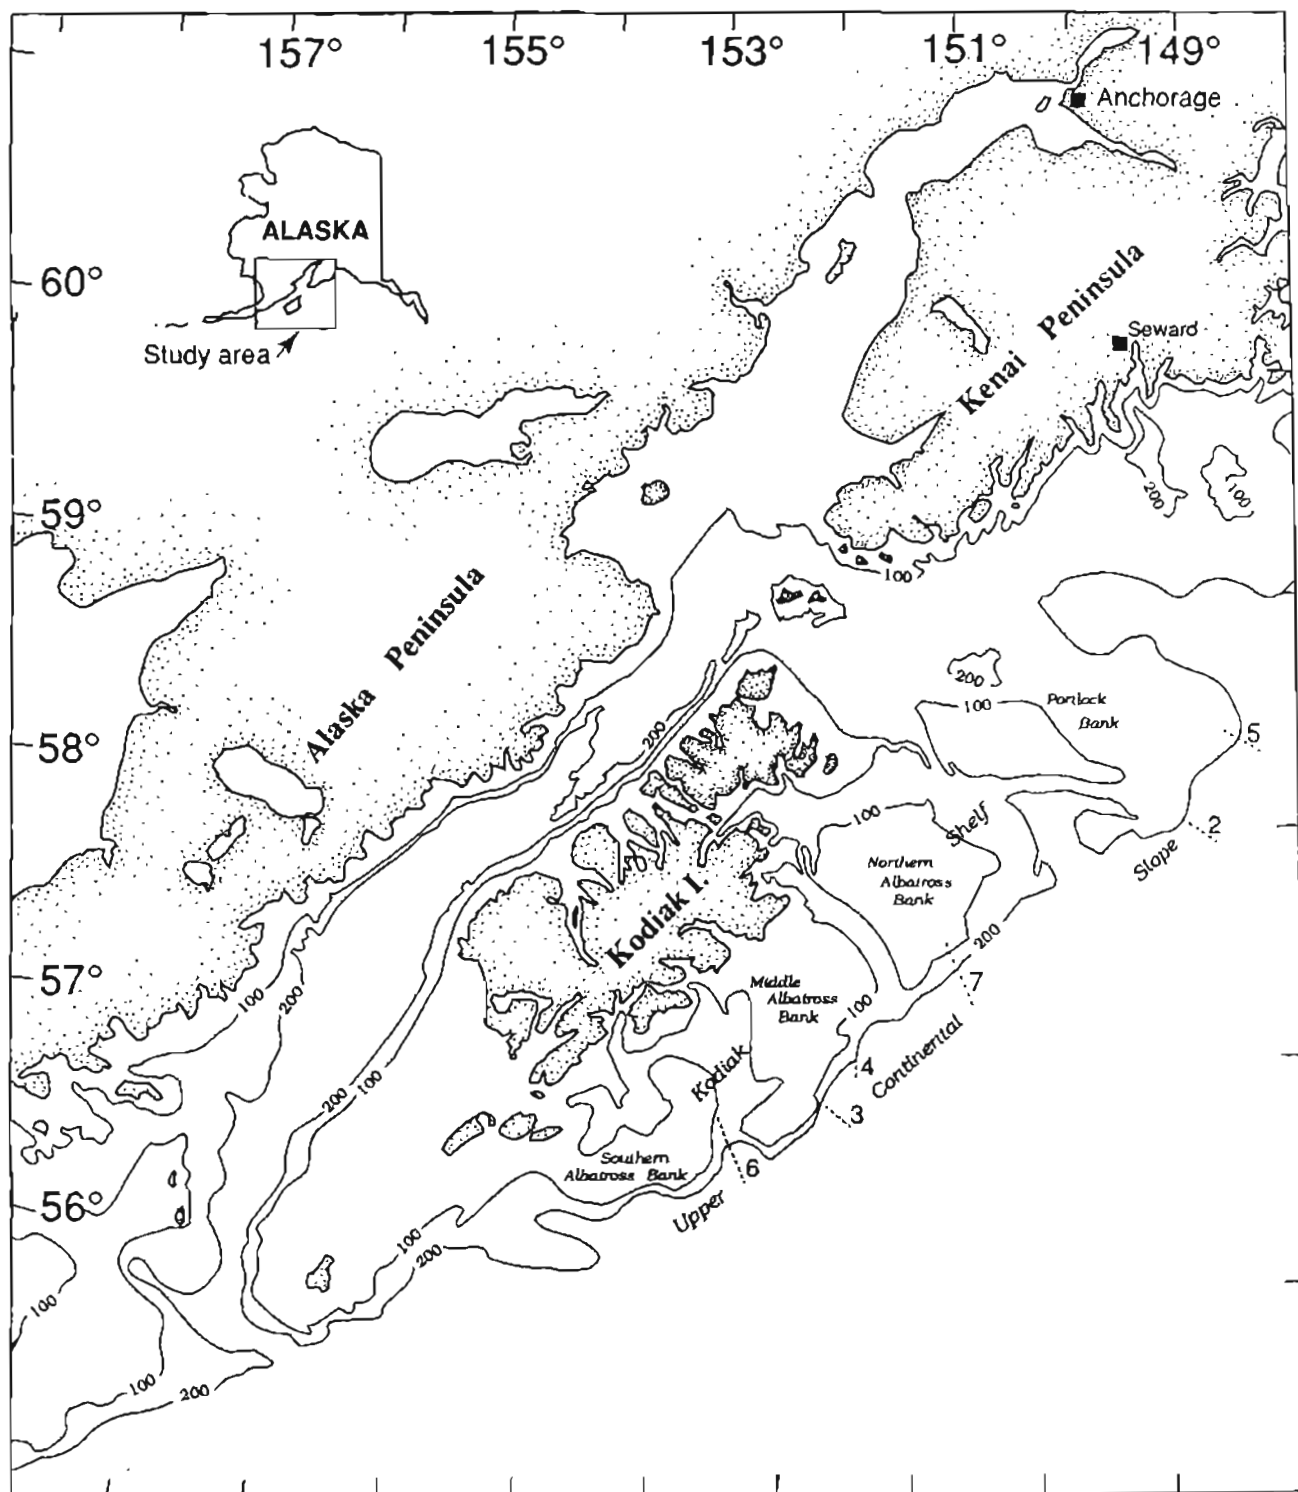 157° 155° 153° 151° 149°
Anchorage
ALASKA
60°
Study area
Kenai Peninsula
Seward
59°
200
100
100
Alaska Peninsula
200
100
Portlock
Bank
5
58°
200
100
Shelf
2
Slope
Northern
Albatross
Bank
Kodiak I.
200
57°
100
200
Middle
Albatross
Bank
100
7
Continental
4
Kodiak
200
100
3
Southern
Albatross Bank
6
56°
Upper
100
200
100
100
200